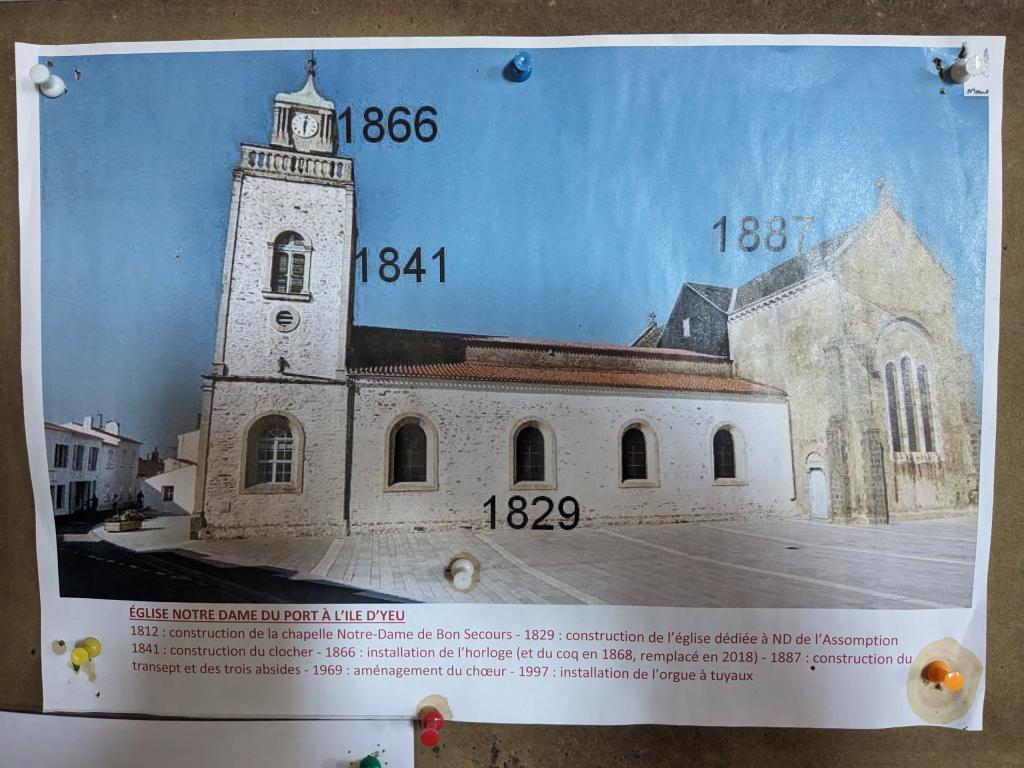 1866
1841
1887
1829
ÉGLISE NOTRE DAME DU PORT À L'ILE D'YEU
1812 : construction de la chapelle Notre-Dame de Bon Secours - 1829 : construction de l'église dédiée à ND de l'Assomption
1841 : construction du clocher - 1866 : installation de l'horloge (et du coq en 1868, remplacé en 2018) - 1887 : construction du
transept et des trois absides - 1969 : aménagement du chœur - 1997 : installation de l'orgue à tuyaux